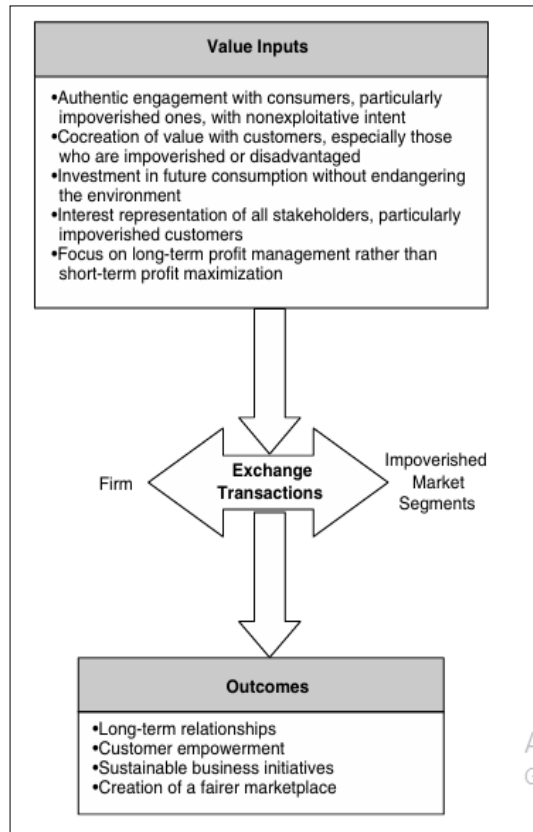 Value Inputs
•Authentic engagement with consumers, particularly
impoverished ones, with nonexploitative intent
•Cocreation of value with customers, especially those
who are impoverished or disadvantaged
•Investment in future consumption without endangering
the environment
•Interest representation of all stakeholders, particularly
impoverished customers
•Focus on long-term profit management rather than
short-term profit maximization
Firm
Exchange
Transactions
Impoverished
Market
Segments
Outcomes
•Long-term relationships
•Customer empowerment
•Sustainable business initiatives
•Creation of a fairer marketplace